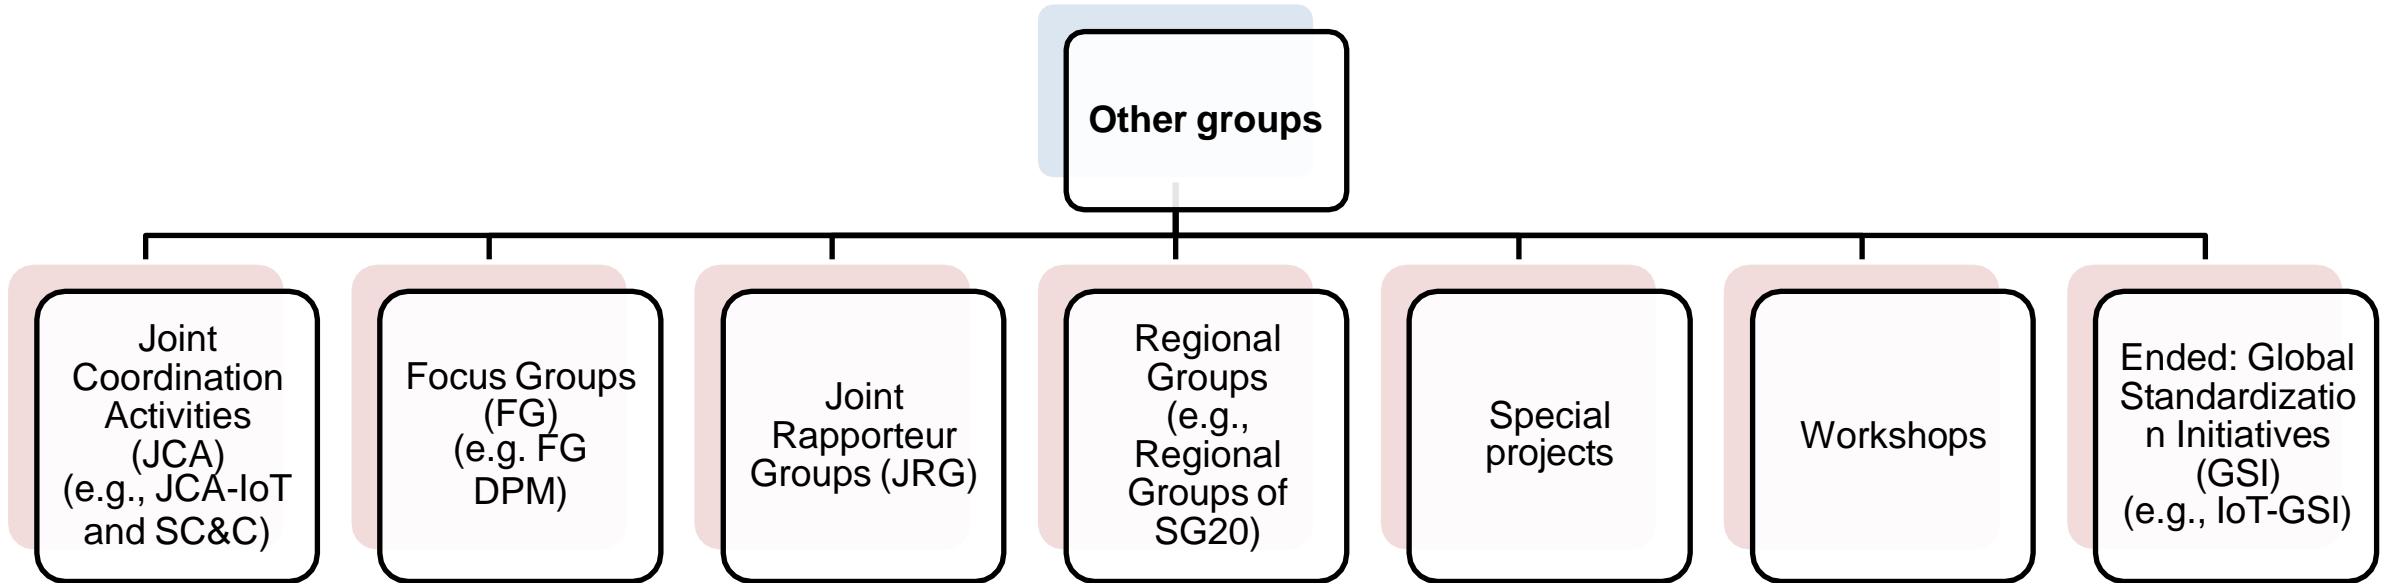 Other groups
Joint
Coordination
Activities
(JCA)
(e.g., JCA-IoT
and SC&C)
Focus Groups
(FG)
(e.g. FG
DPM)
Joint
Rapporteur
Groups (JRG)
Regional
Groups
(e.g.,
Regional
Groups of
SG20)
Special
projects
Workshops
Ended: Global
Standardizatio
n Initiatives
(GSI)
(e.g., IoT-GSI)